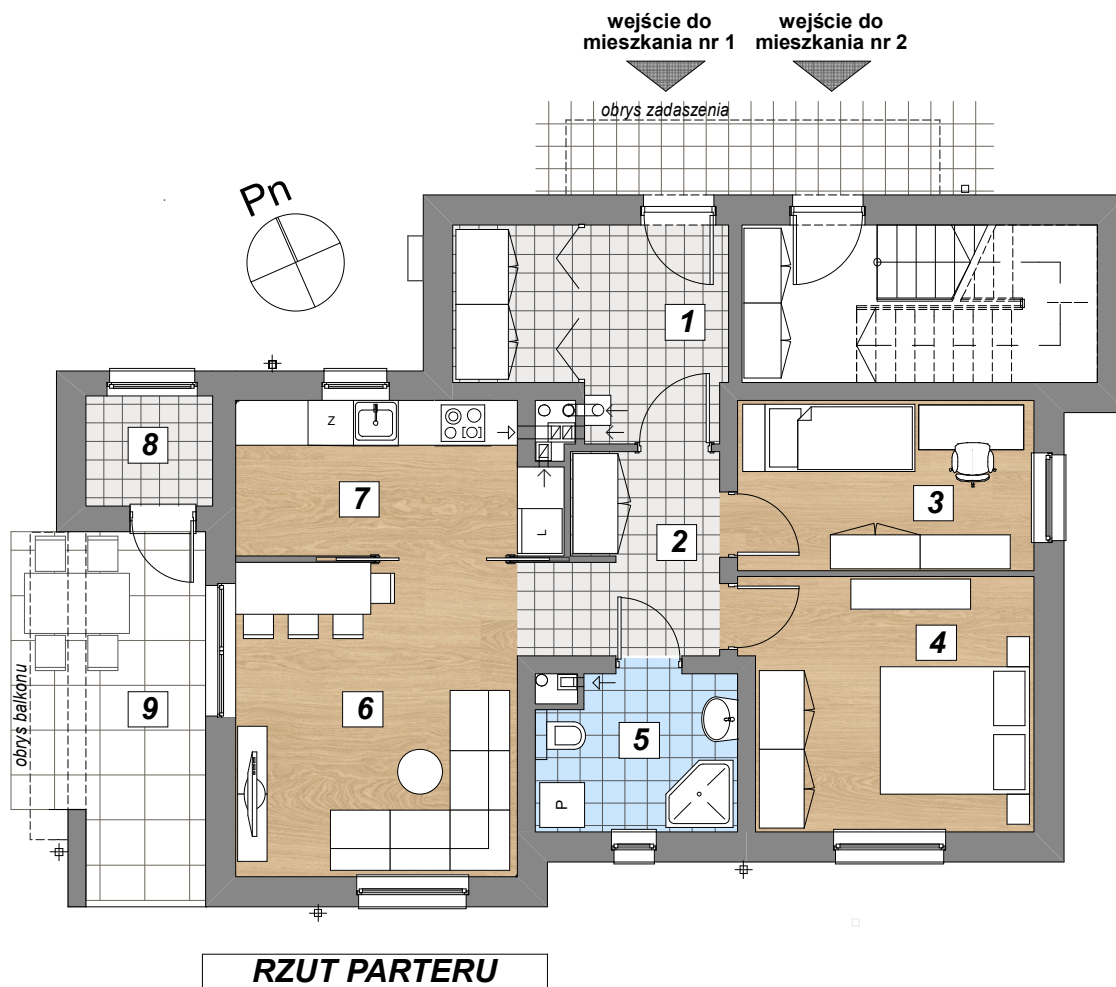 wejście do
mieszkania nr 1
wejście do
mieszkania nr 2
obrys zadaszenia
Pn
1
2
3
4
5
6
7
8
9
Z
L
P
obrys balkonu
RZUT PARTERU